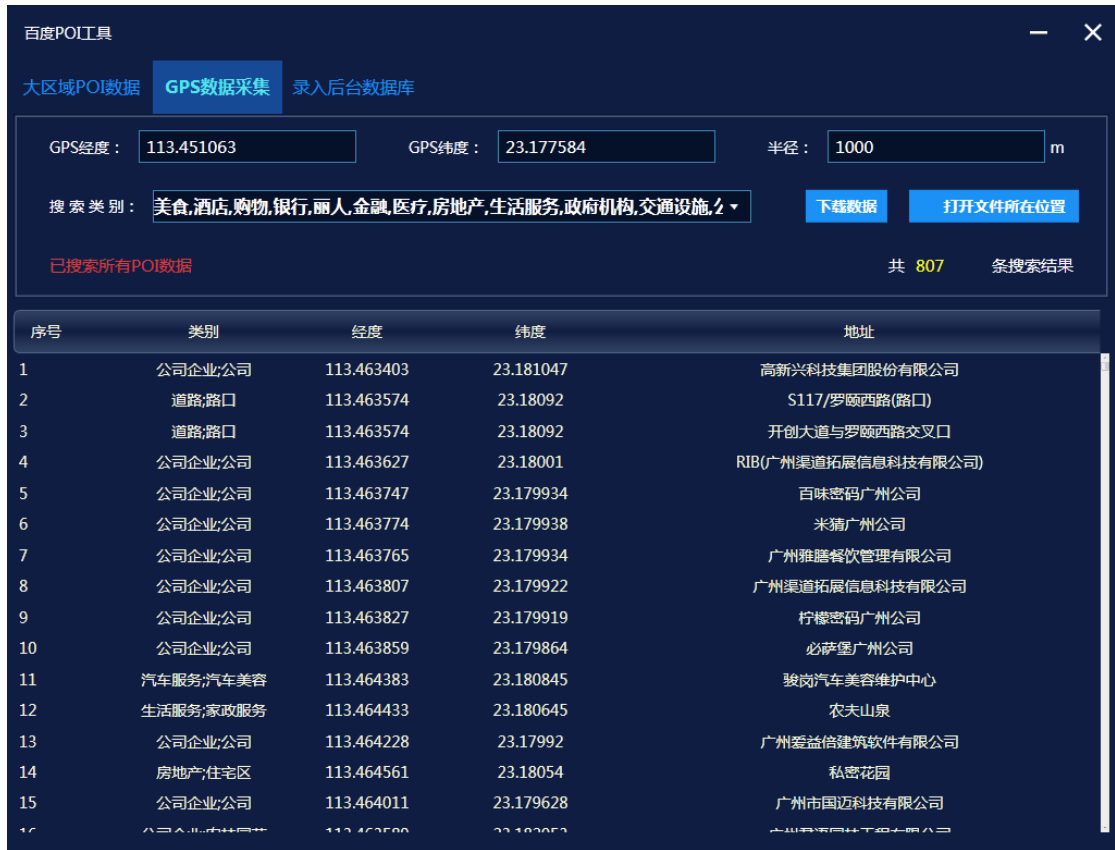 百度POI工具
大区域POI数据 GPS数据采集 录入后台数据库
GPS经度： 113.451063 GPS纬度： 23.177584 半径： 1000 m
搜索类别： 美食,酒店,购物,银行,丽人,金融,医疗,房地产,生活服务,政府机构,交通设施, 下载数据 打开文件所在位置
已搜索所有POI数据 共 807 条搜索结果
序号 类别 经度 纬度 地址
1 公司企业;公司 113.463403 23.181047 高新兴科技集团股份有限公司
2 道路;路口 113.463574 23.18092 S117/罗颐西路(路口)
3 道路;路口 113.463574 23.18092 开创大道与罗颐西路交叉口
4 公司企业;公司 113.463627 23.18001 RIB(广州渠道拓展信息科技有限公司)
5 公司企业;公司 113.463747 23.179934 百味密码广州公司
6 公司企业;公司 113.463774 23.179938 米猜广州公司
7 公司企业;公司 113.463765 23.179934 广州雅膳餐饮管理有限公司
8 公司企业;公司 113.463807 23.179922 广州渠道拓展信息科技有限公司
9 公司企业;公司 113.463827 23.179919 柠檬密码广州公司
10 公司企业;公司 113.463859 23.179864 必萨堡广州公司
11 汽车服务;汽车美容 113.464383 23.180845 骏岗汽车美容维护中心
12 生活服务;家政服务 113.464433 23.180645 农夫山泉
13 公司企业;公司 113.464228 23.17992 广州爱益倍建筑软件有限公司
14 房地产;住宅区 113.464561 23.18054 私密花园
15 公司企业;公司 113.464011 23.179628 广州市国迈科技有限公司